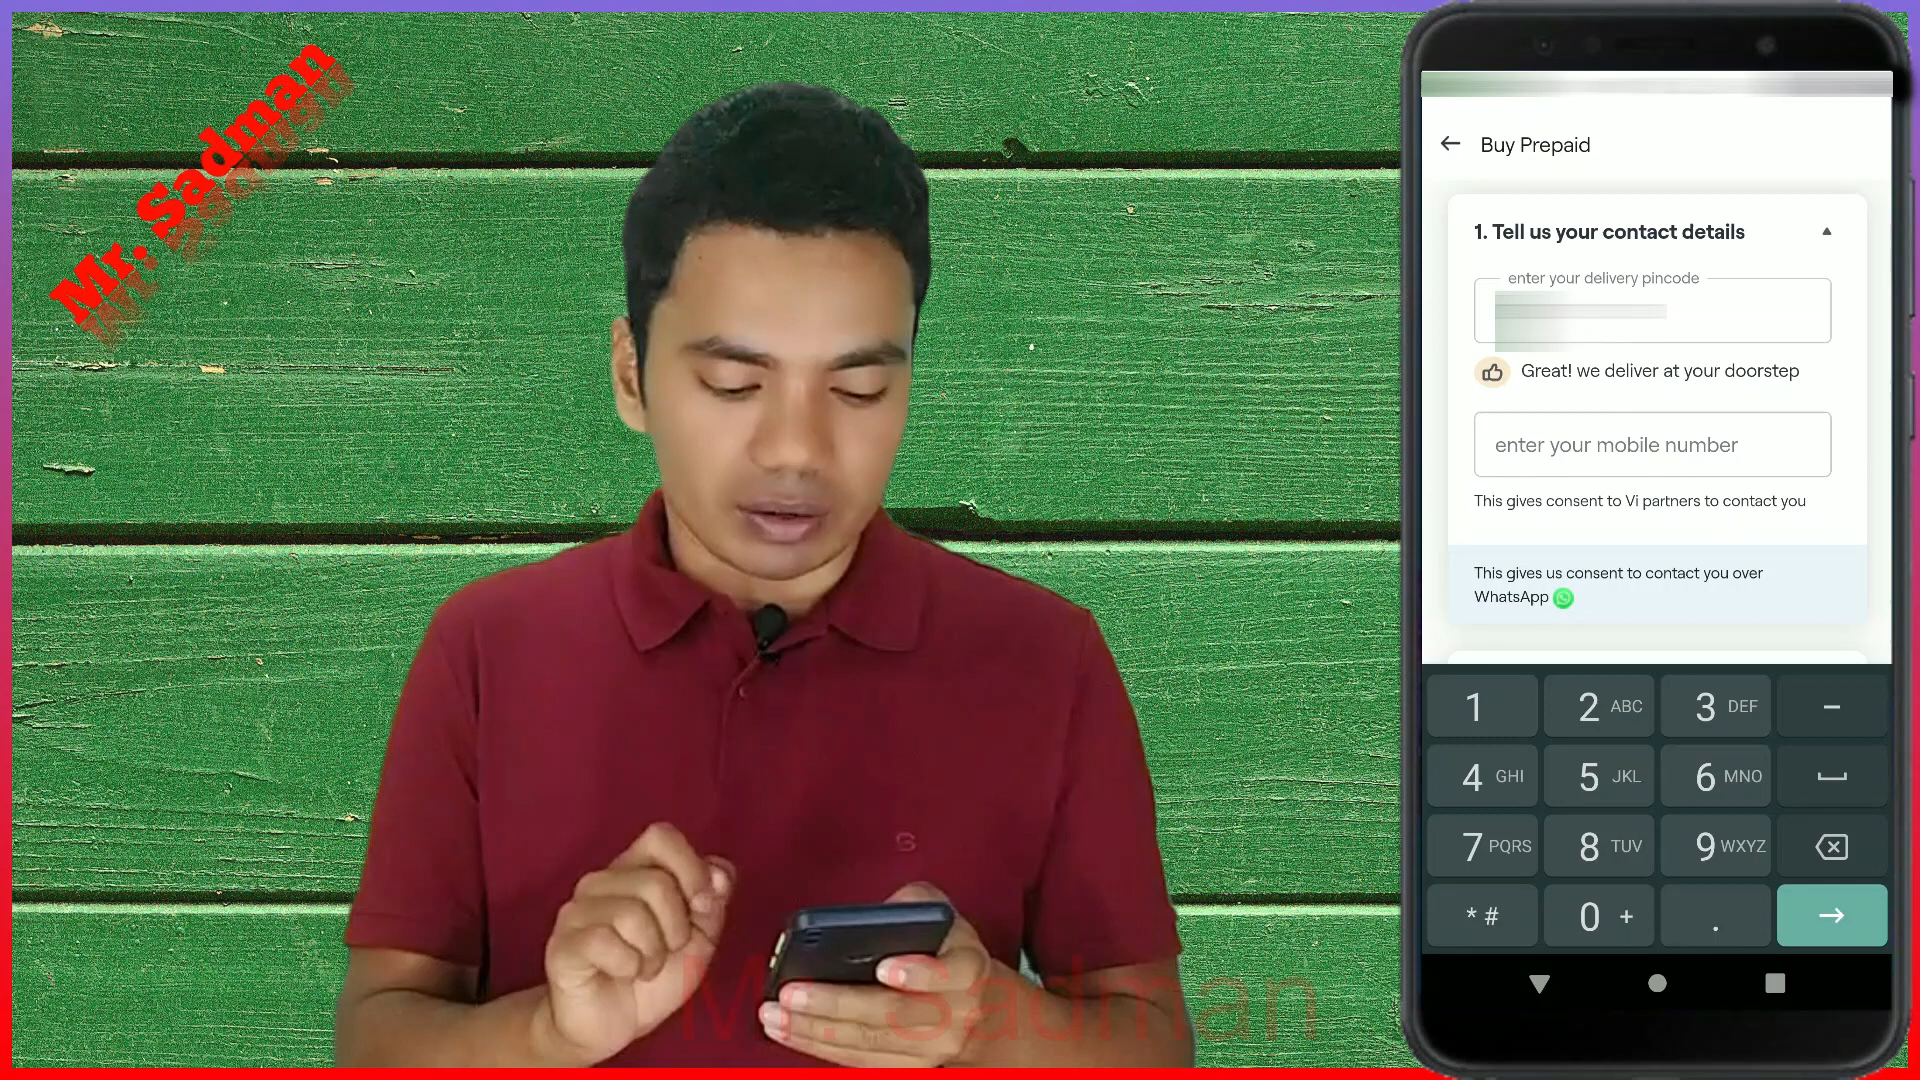 Mr. Sadman
Buy Prepaid
1. Tell us your contact details
enter your delivery pincode
Great! we deliver at your doorstep
enter your mobile number
This gives consent to Vi partners to contact you
This gives us consent to contact you over
WhatsApp
1 2 ABC 3 DEF -
4 GHI 5 JKL 6 MNO
7 PQRS 8 TUV 9 WXYZ
* # 0 + .
G
Mr. Sadman